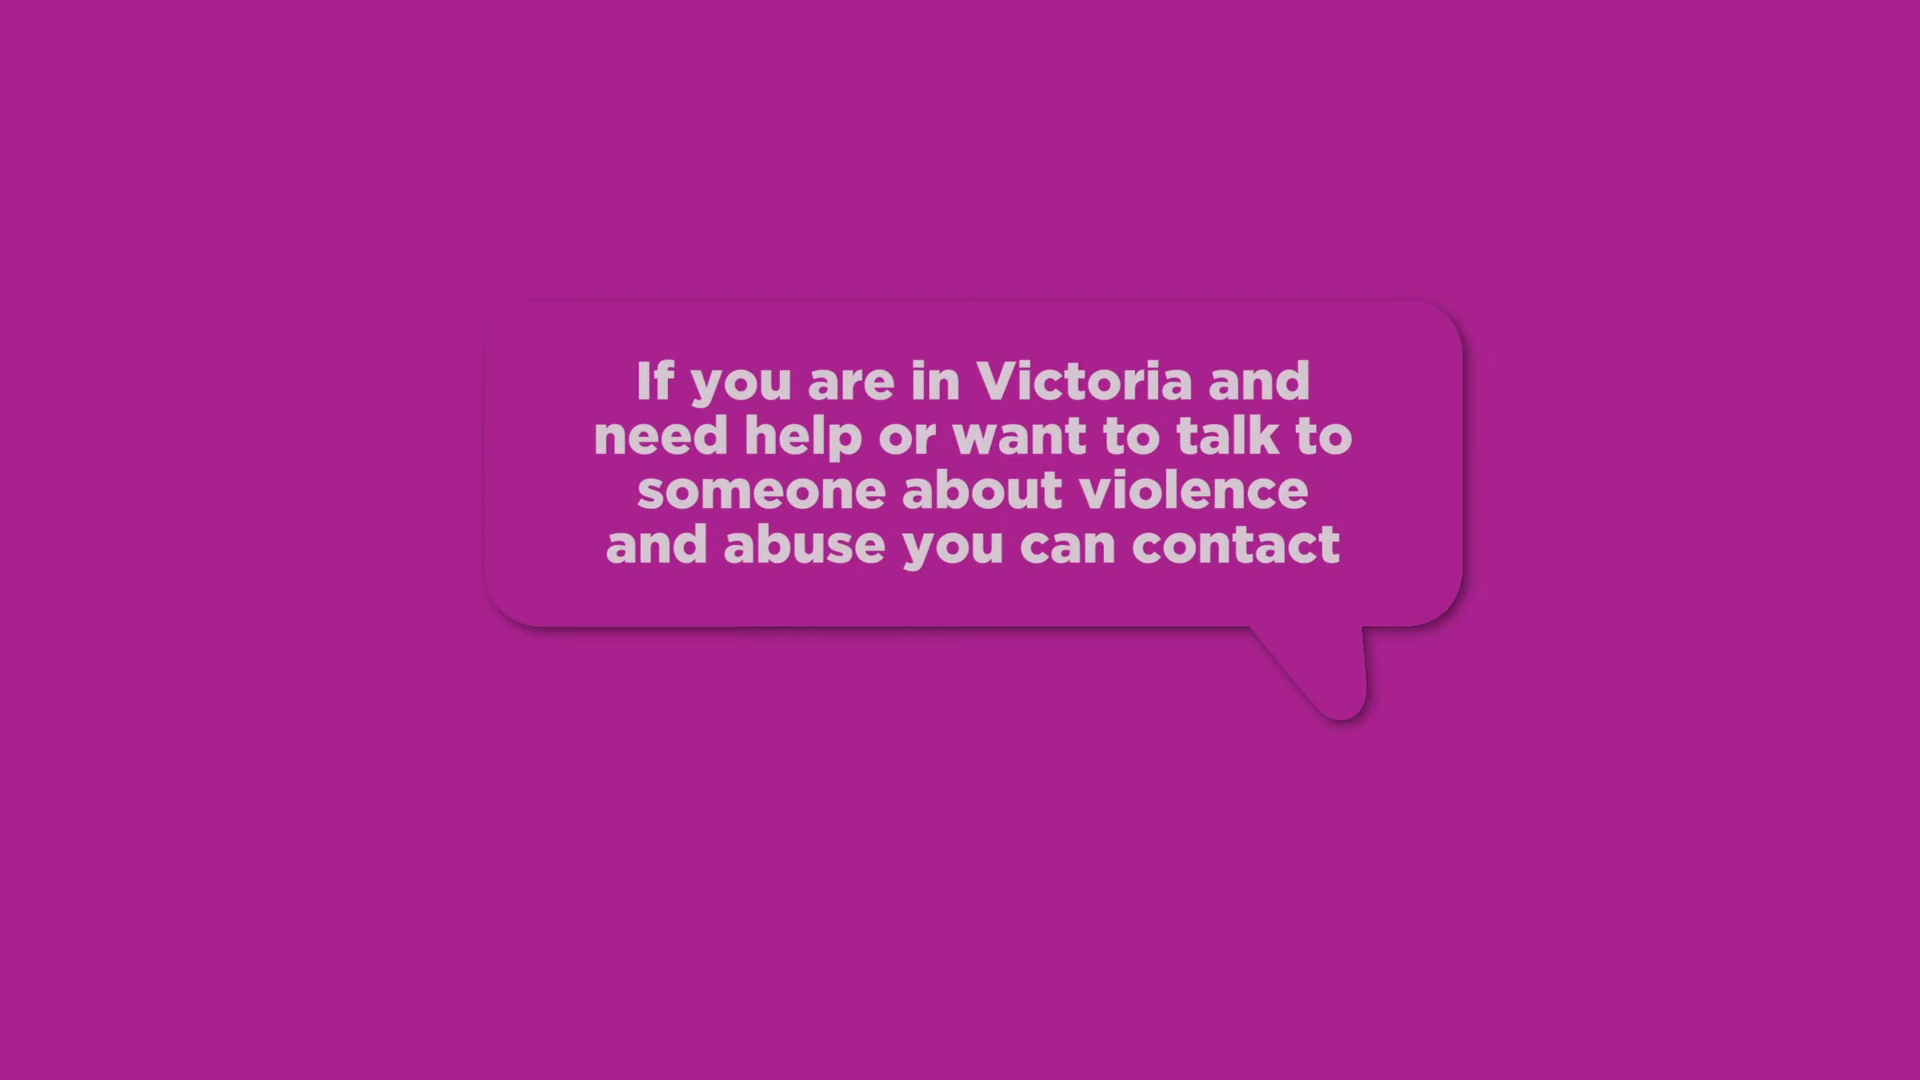 If you are in Victoria and
need help or want to talk to
someone about violence
and abuse you can contact